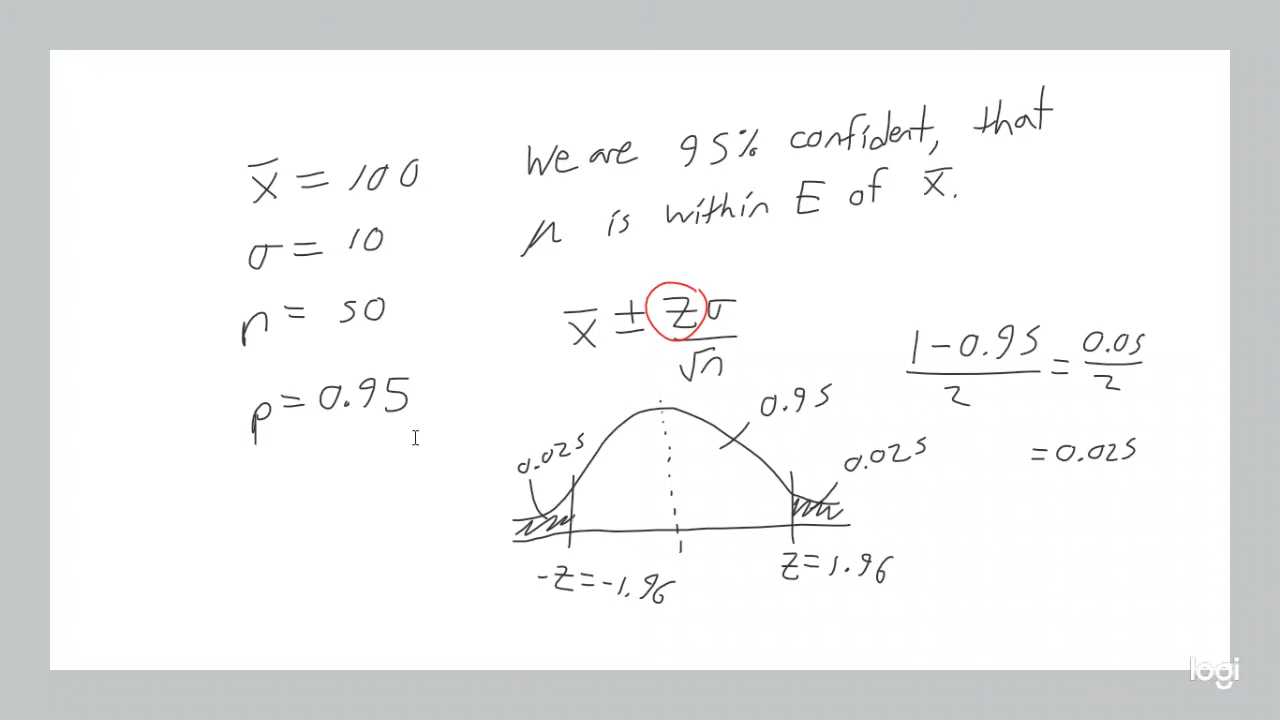 x̄ = 100
σ = 10
n = 50
p = 0.95
We are 95% confident, that
μ is within E of x̄.
x̄ ± Zσ/√n
(1 - 0.95)/2 = 0.05/2
= 0.025
0.95
0.025
0.025
-Z = -1.96
Z = 1.96
logi